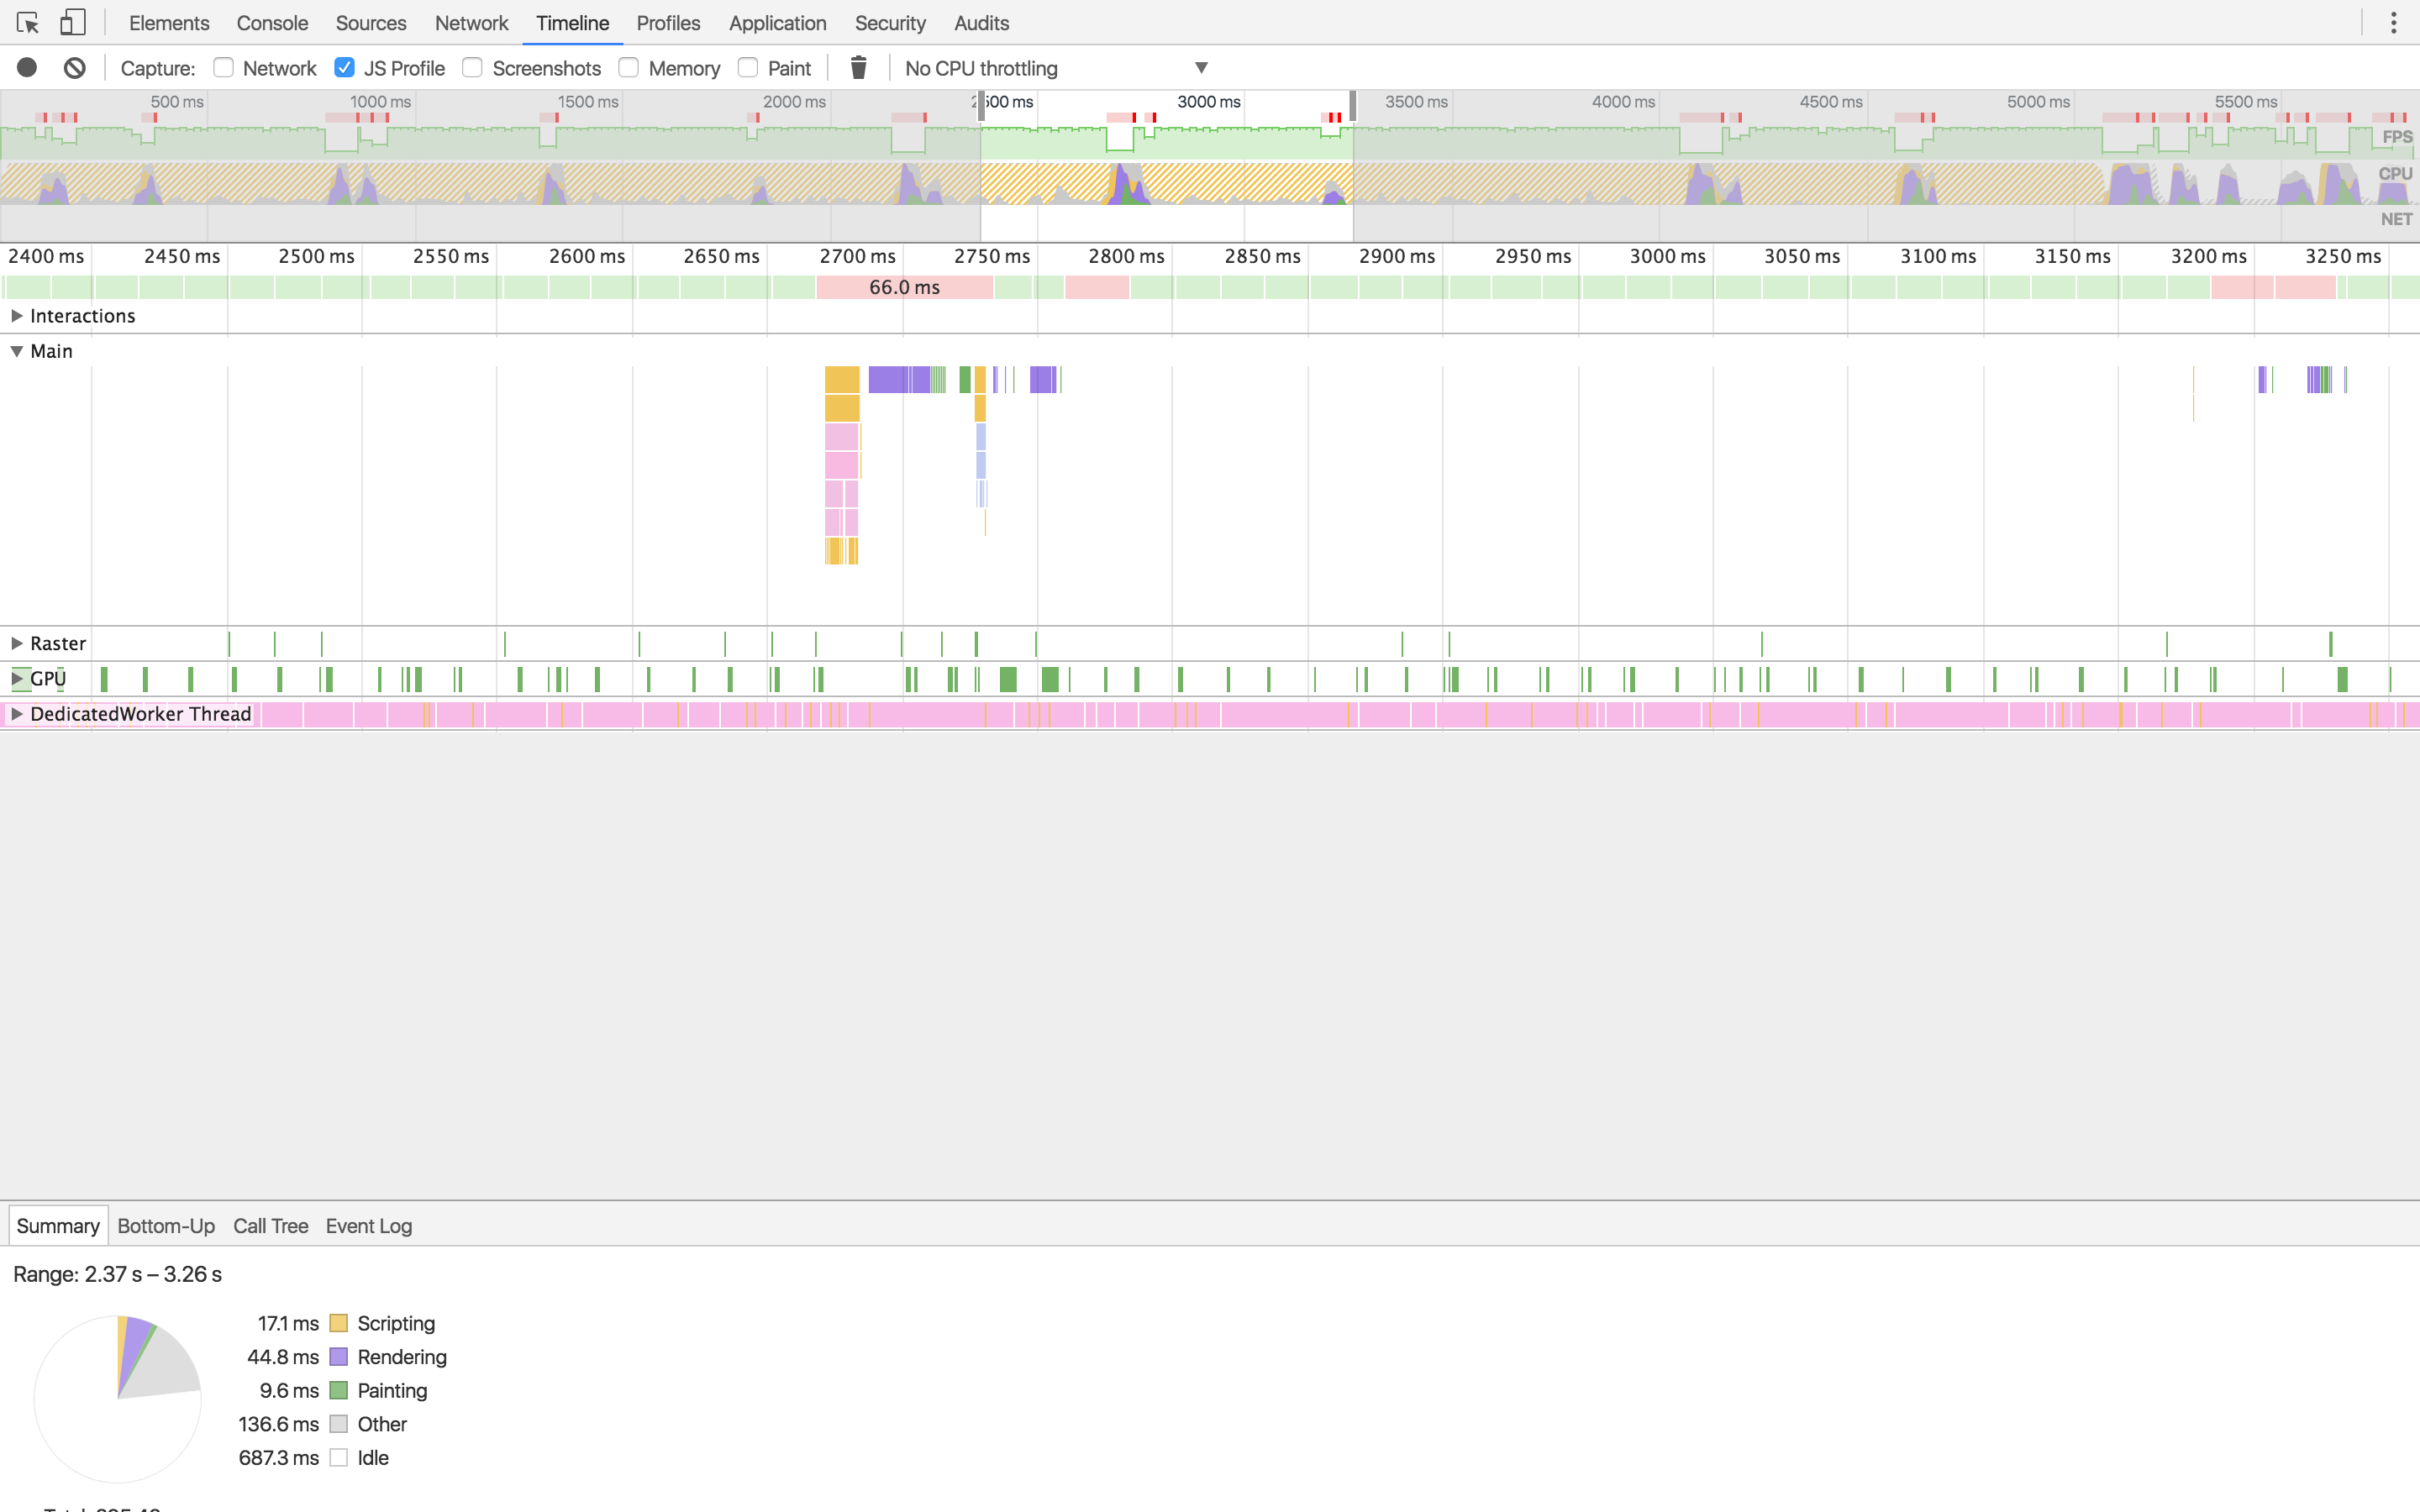 Elements Console Sources Network Timeline Profiles Application Security Audits
Capture: Network JS Profile Screenshots Memory Paint No CPU throttling
500 ms 1000 ms 1500 ms 2000 ms 500 ms 3000 ms 3500 ms 4000 ms 4500 ms 5000 ms 5500 ms
FPS
CPU
NET
2400 ms 2450 ms 2500 ms 2550 ms 2600 ms 2650 ms 2700 ms 2750 ms 2800 ms 2850 ms 2900 ms 2950 ms 3000 ms 3050 ms 3100 ms 3150 ms 3200 ms 3250 ms
66.0 ms
Interactions
Main
Raster
GPU
DedicatedWorker Thread
Summary Bottom-Up Call Tree Event Log
Range: 2.37 s – 3.26 s
17.1 ms Scripting
44.8 ms Rendering
9.6 ms Painting
136.6 ms Other
687.3 ms Idle